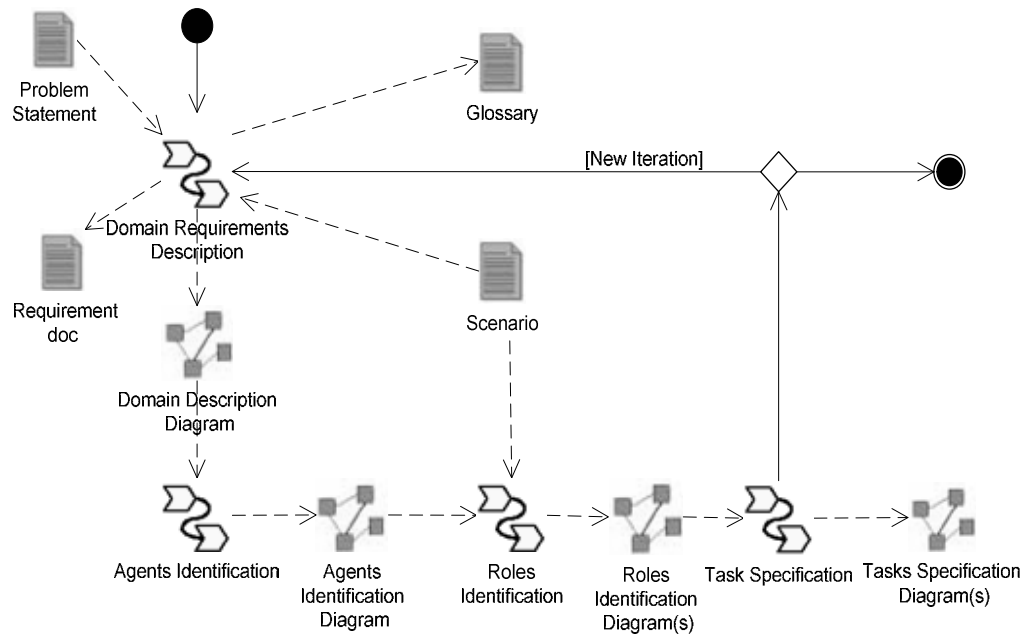 Problem
Statement
Glossary
[New Iteration]
Domain Requirements
Description
Requirement
doc
Scenario
Domain Description
Diagram
Agents Identification
Agents
Identification
Diagram
Roles
Identification
Roles
Identification
Diagram(s)
Task Specification
Tasks Specification
Diagram(s)